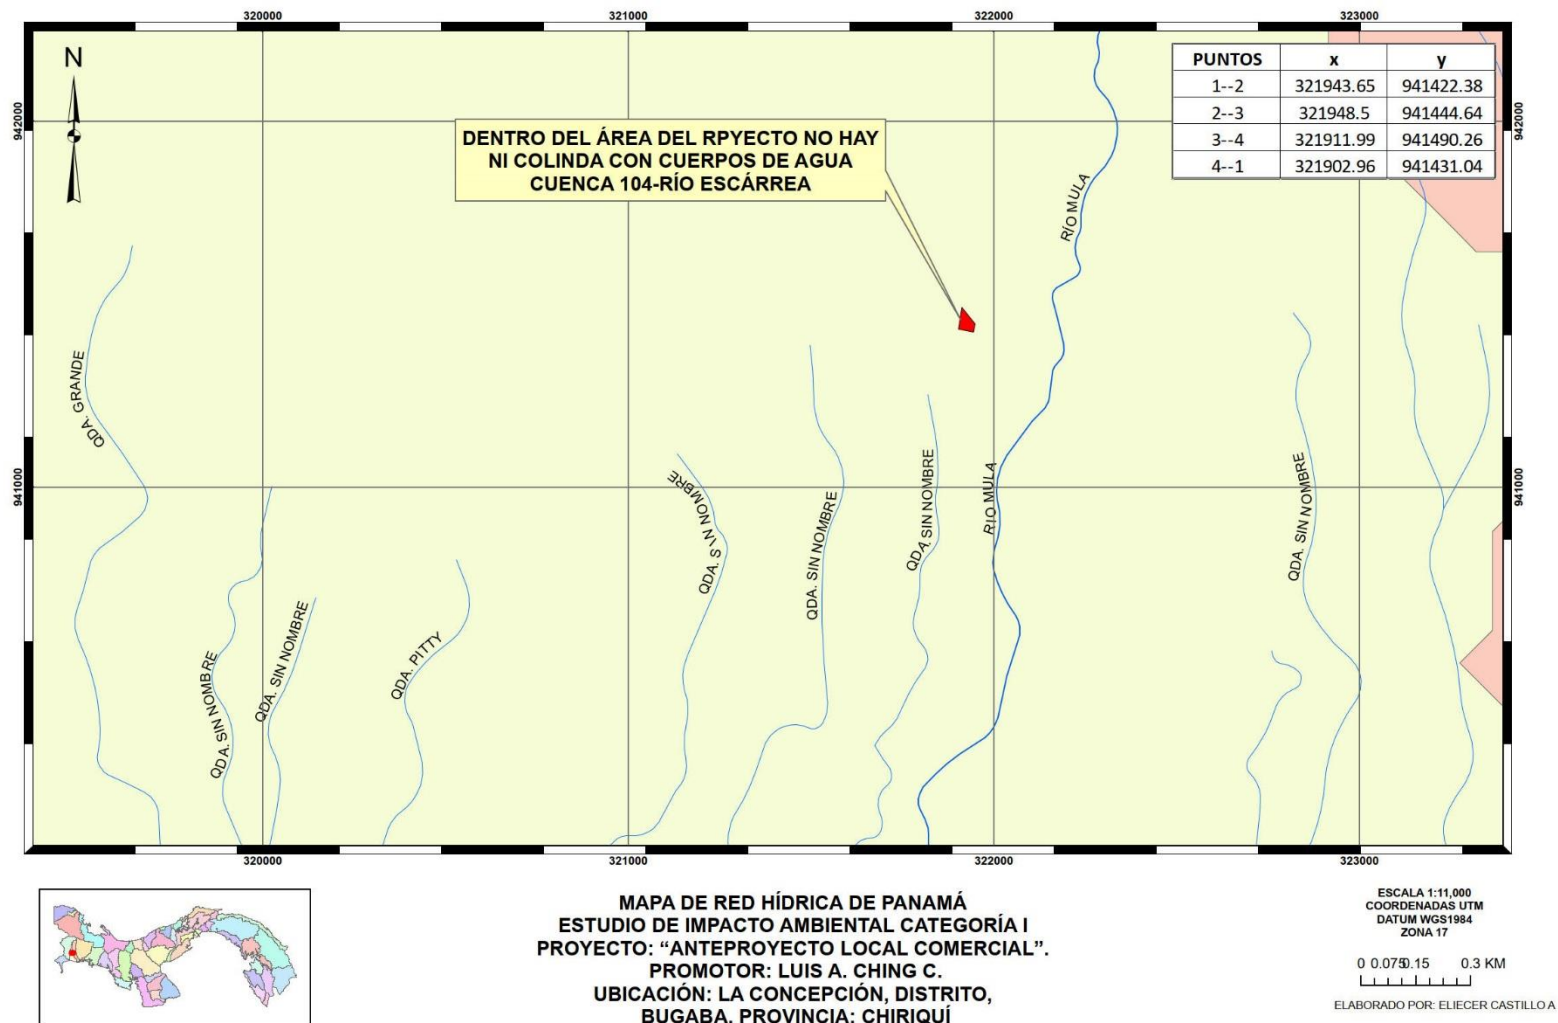 320000
321000
322000
323000
N
PUNTOS x y
1--2 321943.65 941422.38
2--3 321948.5 941444.64
3--4 321911.99 941490.26
4--1 321902.96 941431.04
942000
942000
DENTRO DEL ÁREA DEL RPYECTO NO HAY
NI COLINDA CON CUERPOS DE AGUA
CUENCA 104-RÍO ESCÁRREA
RÍO MULA
QDA. GRANDE
941000
941000
QDA. SIN NOMBRE
QDA. SIN NOMBRE
QDA. SIN NOMBRE
RÍO MULA
QDA. SIN NOMBRE
QDA. SIN NOMBRE
QDA. SIN NOMBRE
QDA. PITTY
320000
321000
322000
323000
MAPA DE RED HÍDRICA DE PANAMÁ
ESTUDIO DE IMPACTO AMBIENTAL CATEGORÍA I
PROYECTO: “ANTEPROYECTO LOCAL COMERCIAL”.
PROMOTOR: LUIS A. CHING C.
UBICACIÓN: LA CONCEPCIÓN, DISTRITO,
BUGABA, PROVINCIA: CHIRIQUÍ
ESCALA 1:11,000
COORDENADAS UTM
DATUM WGS1984
ZONA 17
0 0.075 0.15 0.3 KM
ELABORADO POR: ELIECER CASTILLO A